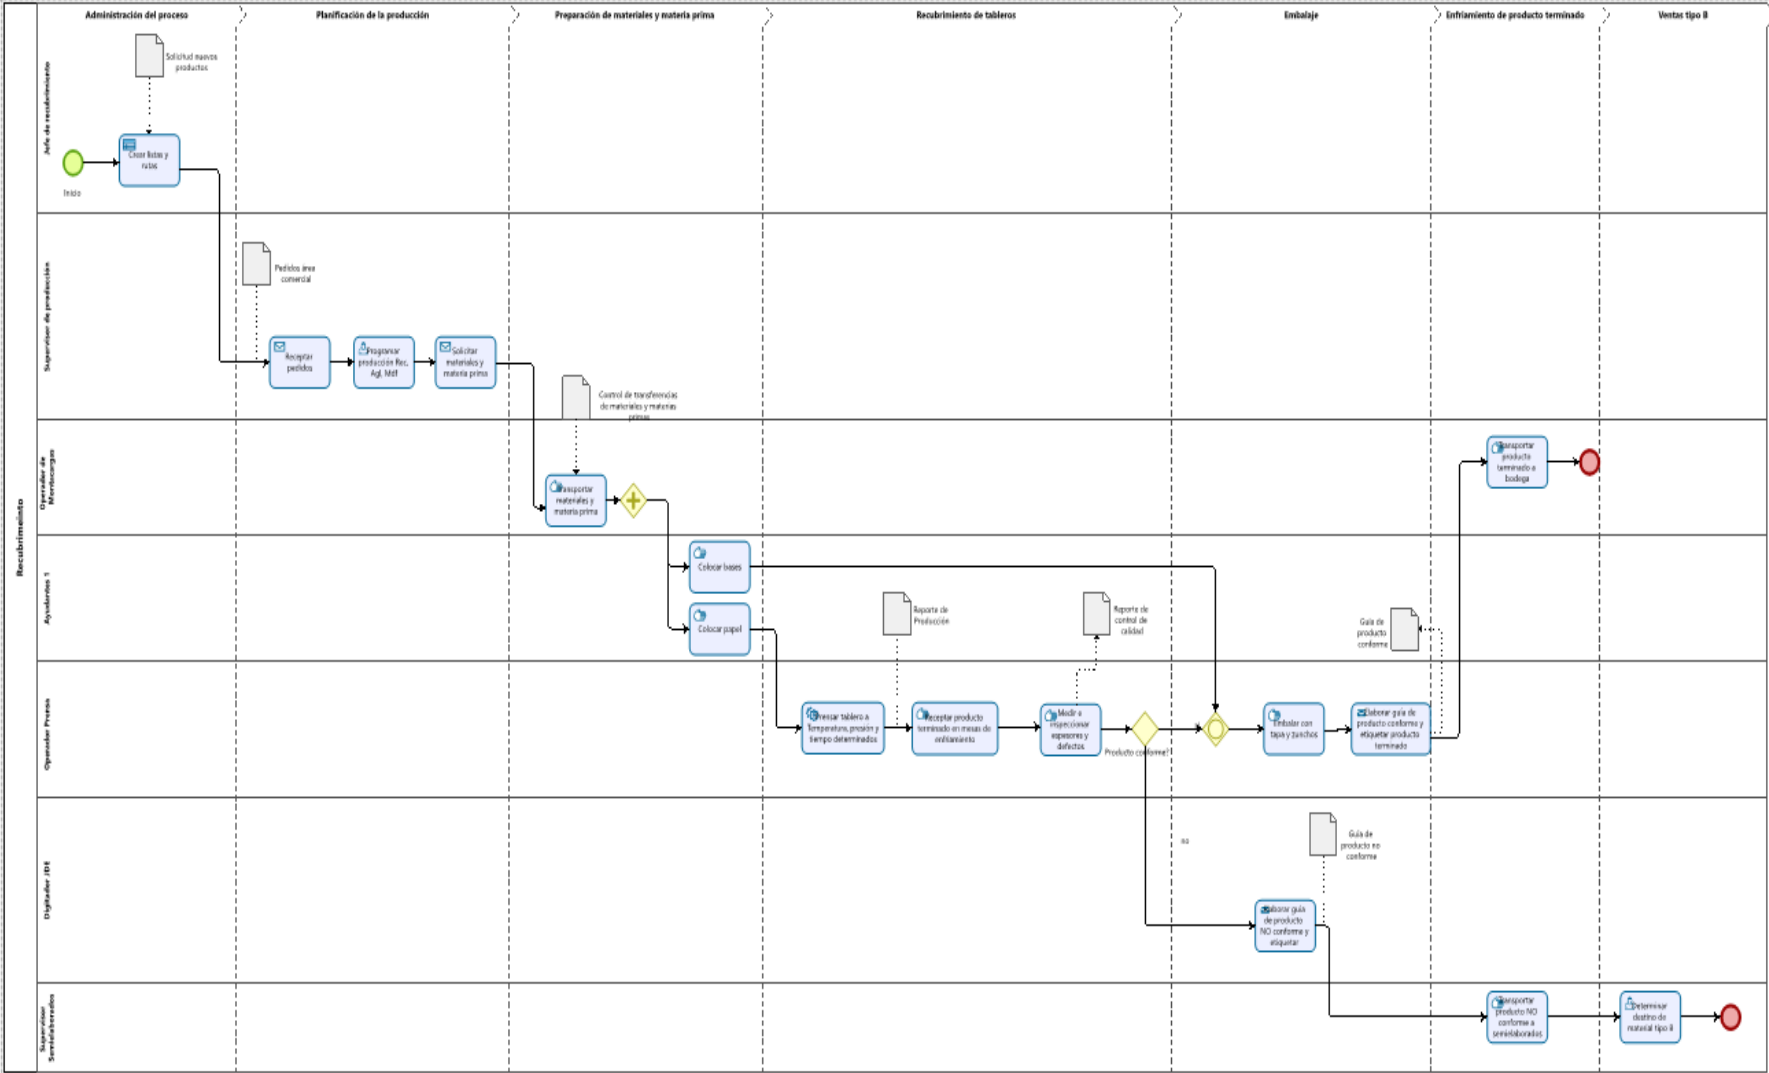 Administración del proceso
Planificación de la producción
Preparación de materiales y materia prima
Recubrimiento de tableros
Embalaje
Enfriamiento de producto terminado
Ventas tipo B
Recubrimeinto
Jefe de recubrimiento
Solicitud nuevos
productos
Inicio
Crear listas y
rutas
Supervisor de producción
Pedidos área
comercial
Receptar
pedidos
Programar
producción Rec,
Agl, Mdf
Solicitar
materiales y
materia prima
Control de transferencias
de materiales y materias
primas
Operador de
Montacargas
Transportar
materiales y
materia prima
Transportar
producto
terminado a
bodega
Ayudantes 1
Colocar bases
Colocar papel
Reporte de
Producción
Reporte de
control de
calidad
Guía de
producto
conforme
Operador Prensa
Prensar tablero a
Temperatura, presión y
tiempo determinados
Receptar producto
terminado en mesas de
enfriamiento
Medir e
inspeccionar
espesores y
defectos
Producto conforme?
Embalar con
tapa y zunchos
Elaborar guía de
producto conforme y
etiquetar producto
terminado
Digitador JDE
no
Guía de
producto no
conforme
Elaborar guía
de producto
NO conforme y
etiquetar
Supervisor
Semielaborados
Transportar
producto NO
conforme a
semielaborados
Determinar
destino de
material tipo B